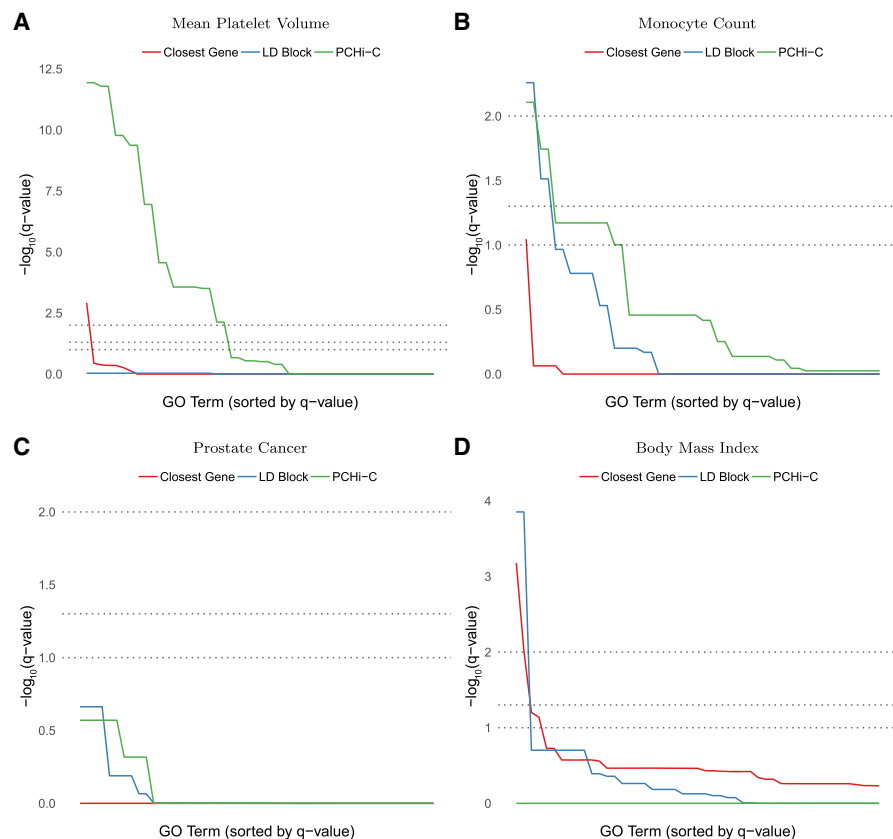 A
Mean Platelet Volume
Closest Gene LD Block PCHi−C
12.5
10.0
7.5
5.0
2.5
0.0
−log10(q−value)
GO Term (sorted by q−value)
B
Monocyte Count
Closest Gene LD Block PCHi−C
2.0
1.5
1.0
0.5
0.0
−log10(q−value)
GO Term (sorted by q−value)
C
Prostate Cancer
Closest Gene LD Block PCHi−C
2.0
1.5
1.0
0.5
0.0
−log10(q−value)
GO Term (sorted by q−value)
D
Body Mass Index
Closest Gene LD Block PCHi−C
4
3
2
1
0
−log10(q−value)
GO Term (sorted by q−value)